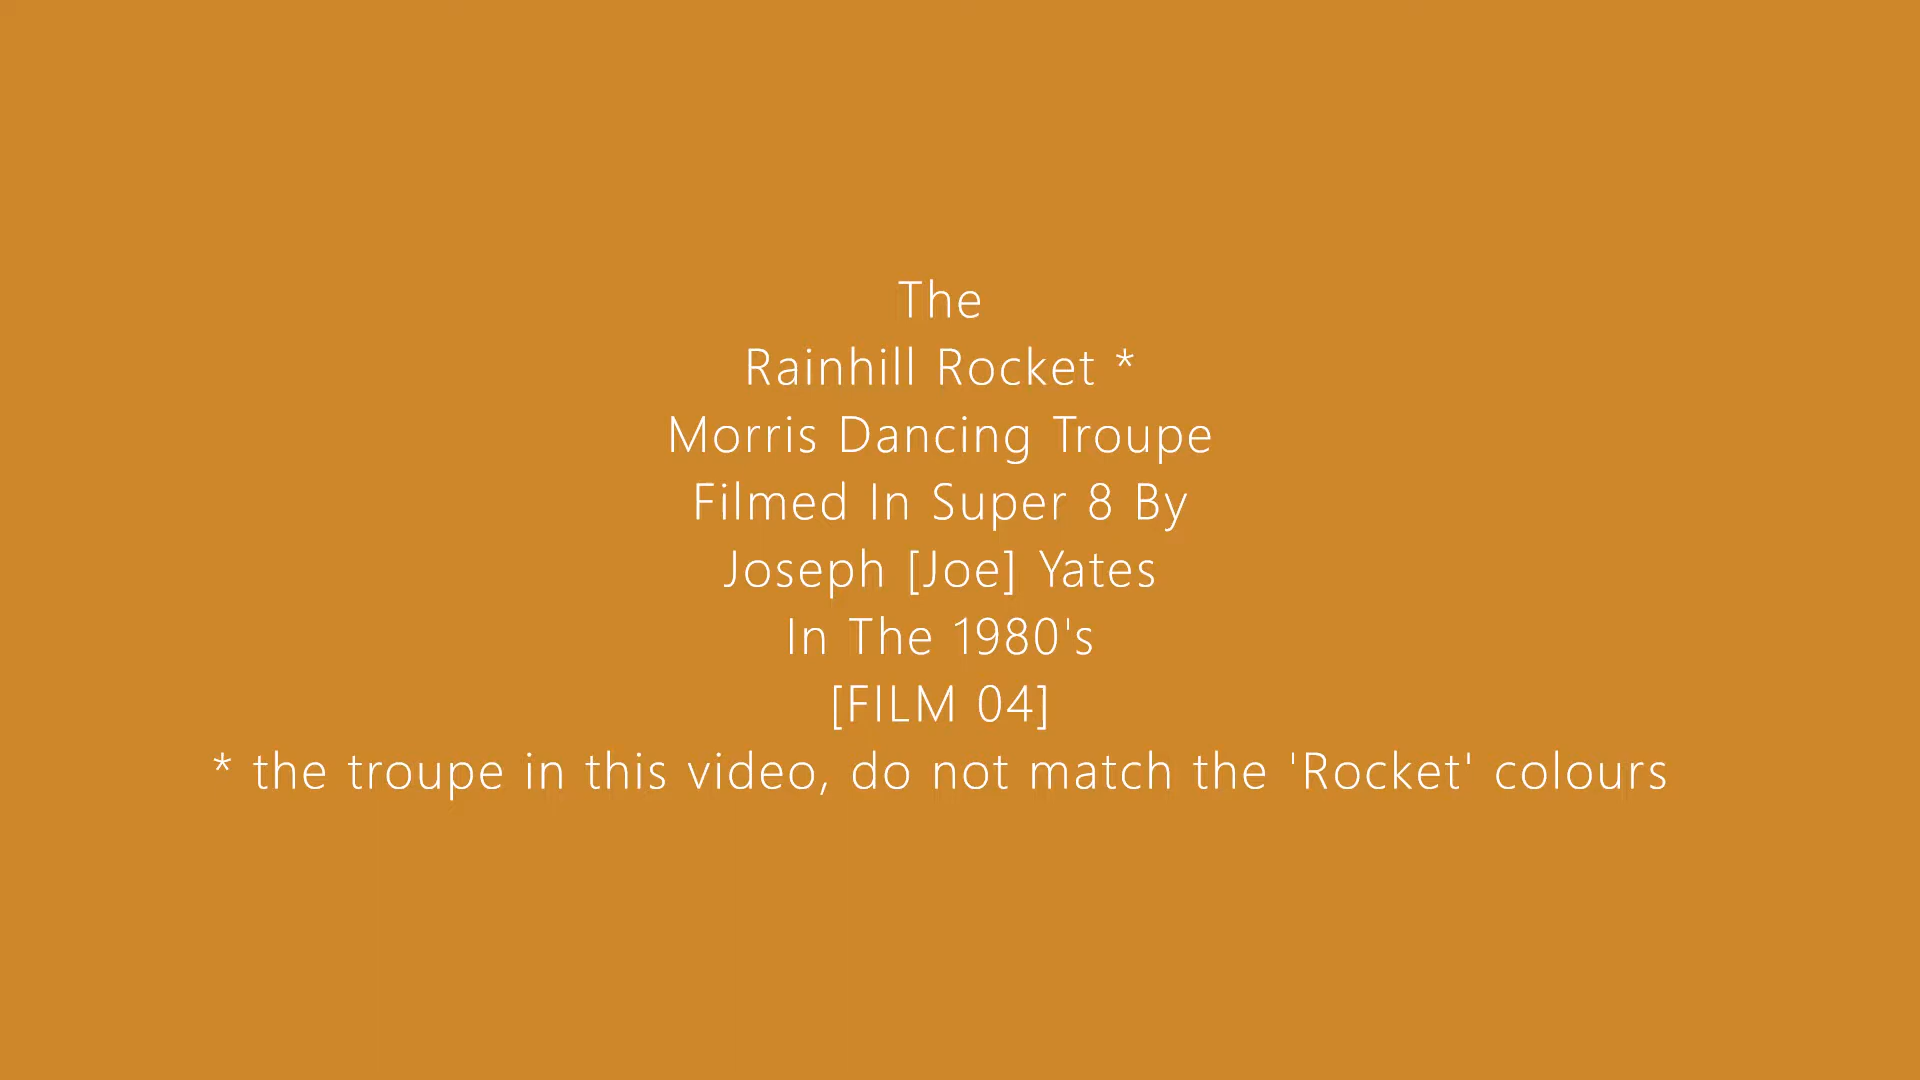 The
Rainhill Rocket *
Morris Dancing Troupe
Filmed In Super 8 By
Joseph [Joe] Yates
In The 1980's
[FILM 04]
* the troupe in this video, do not match the 'Rocket' colours